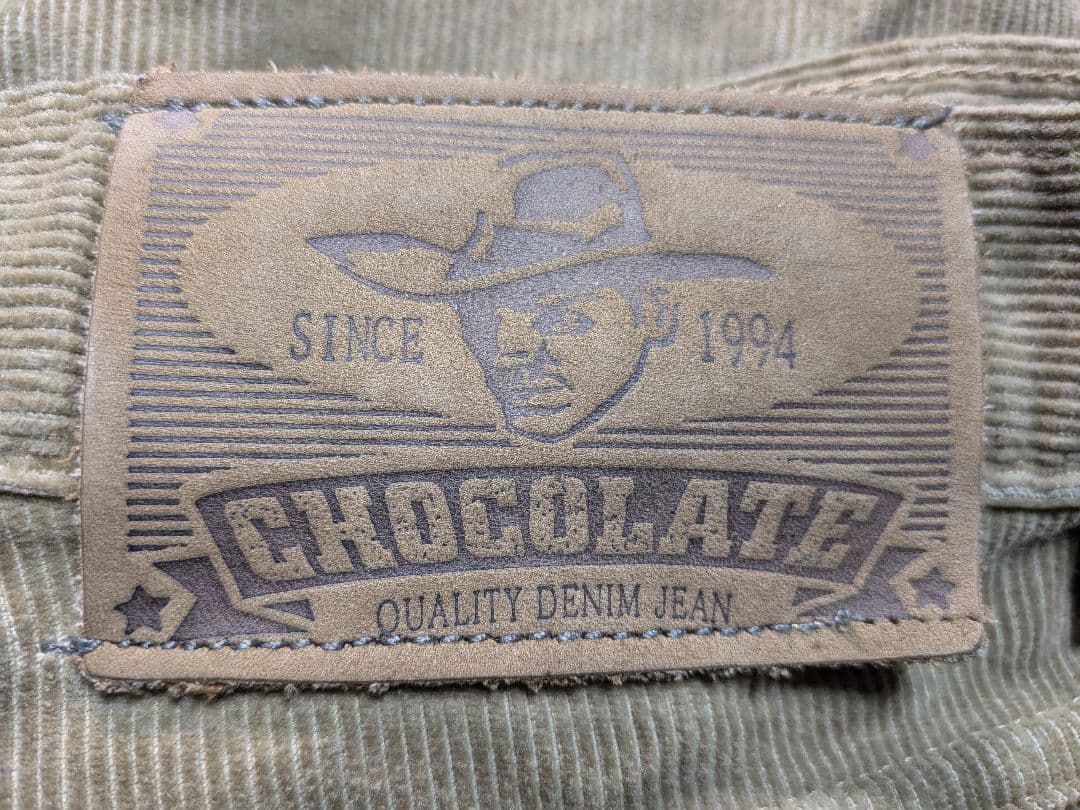 SINCE 1994
CHOCOLATE
QUALITY DENIM JEAN